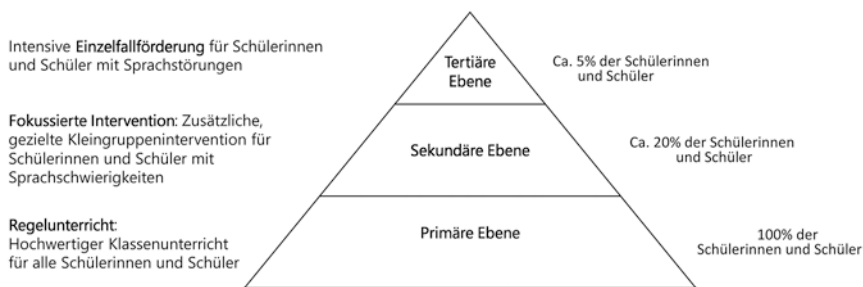 Intensive Einzelfallförderung für Schülerinnen
und Schüler mit Sprachstörungen
Tertiäre
Ebene
Ca. 5% der Schülerinnen
und Schüler
Fokussierte Intervention: Zusätzliche,
gezielte Kleingruppenintervention für
Schülerinnen und Schüler mit
Sprachschwierigkeiten
Sekundäre Ebene
Ca. 20% der Schülerinnen
und Schüler
Regelunterricht:
Hochwertiger Klassenunterricht
für alle Schülerinnen und Schüler
Primäre Ebene
100% der
Schülerinnen und Schüler